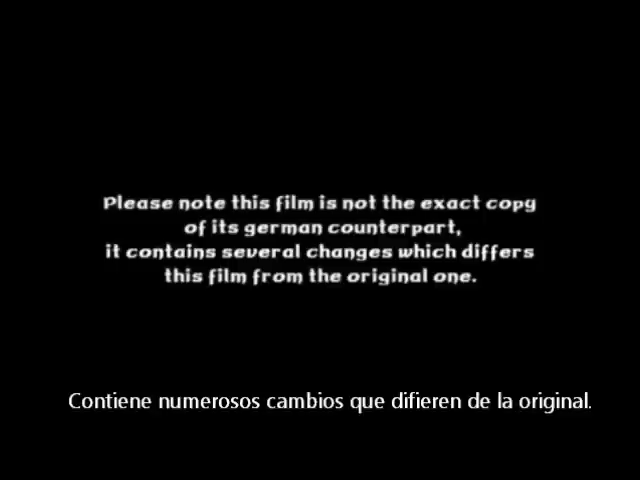 Please note this film is not the exact copy
of its german counterpart,
it contains several changes which differs
this film from the original one.
Contiene numerosos cambios que difieren de la original.